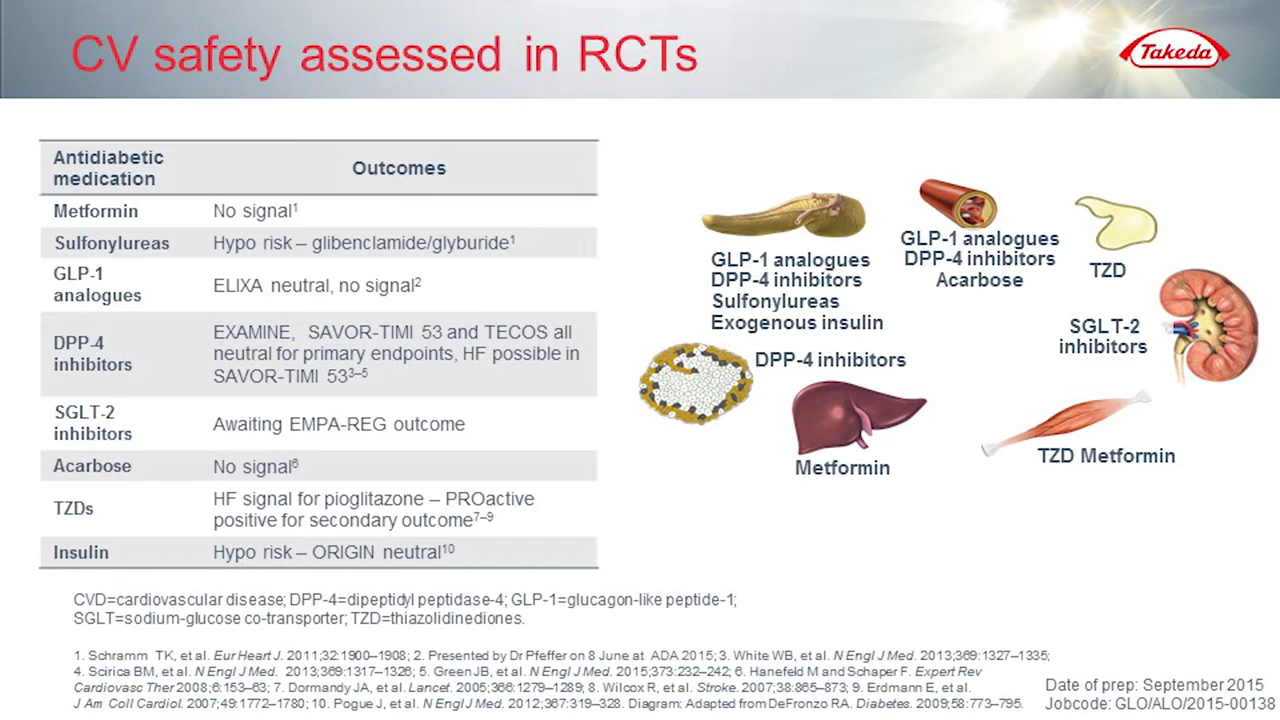 CV safety assessed in RCTs
Takeda
Antidiabetic
medication
Outcomes
Metformin
No signal¹
Sulfonylureas
Hypo risk – glibenclamide/glyburide¹
GLP-1
analogues
ELIXA neutral, no signal²
DPP-4
inhibitors
EXAMINE, SAVOR-TIMI 53 and TECOS all
neutral for primary endpoints, HF possible in
SAVOR-TIMI 53³⁻⁵
SGLT-2
inhibitors
Awaiting EMPA-REG outcome
Acarbose
No signal⁶
TZDs
HF signal for pioglitazone – PROactive
positive for secondary outcome⁷⁻⁹
Insulin
Hypo risk – ORIGIN neutral¹⁰
GLP-1 analogues
DPP-4 inhibitors
Sulfonylureas
Exogenous insulin
GLP-1 analogues
DPP-4 inhibitors
Acarbose
TZD
SGLT-2
inhibitors
DPP-4 inhibitors
Metformin
TZD Metformin
CVD=cardiovascular disease; DPP-4=dipeptidyl peptidase-4; GLP-1=glucagon-like peptide-1;
SGLT=sodium-glucose co-transporter; TZD=thiazolidinediones.
1. Schramm TK, et al. Eur Heart J. 2011;32:1900–1908; 2. Presented by Dr Pfeffer on 8 June at ADA 2015; 3. White WB, et al. N Engl J Med. 2013;369:1327–1335;
4. Scirica BM, et al. N Engl J Med. 2013;369:1317–1326; 5. Green JB, et al. N Engl J Med. 2015;373:232–242; 6. Hanefeld M and Schaper F. Expert Rev
Cardiovasc Ther 2008;6:153–63; 7. Dormandy JA, et al. Lancet. 2005;366:1279–1289; 8. Wilcox R, et al. Stroke. 2007;38:865–873; 9. Erdmann E, et al.
J Am Coll Cardiol. 2007;49:1772–1780; 10. Pogue J, et al. N Engl J Med. 2012;367:319–328. Diagram: Adapted from DeFronzo RA. Diabetes. 2009;58:773–795.
Date of prep: September 2015
Jobcode: GLO/ALO/2015-00138